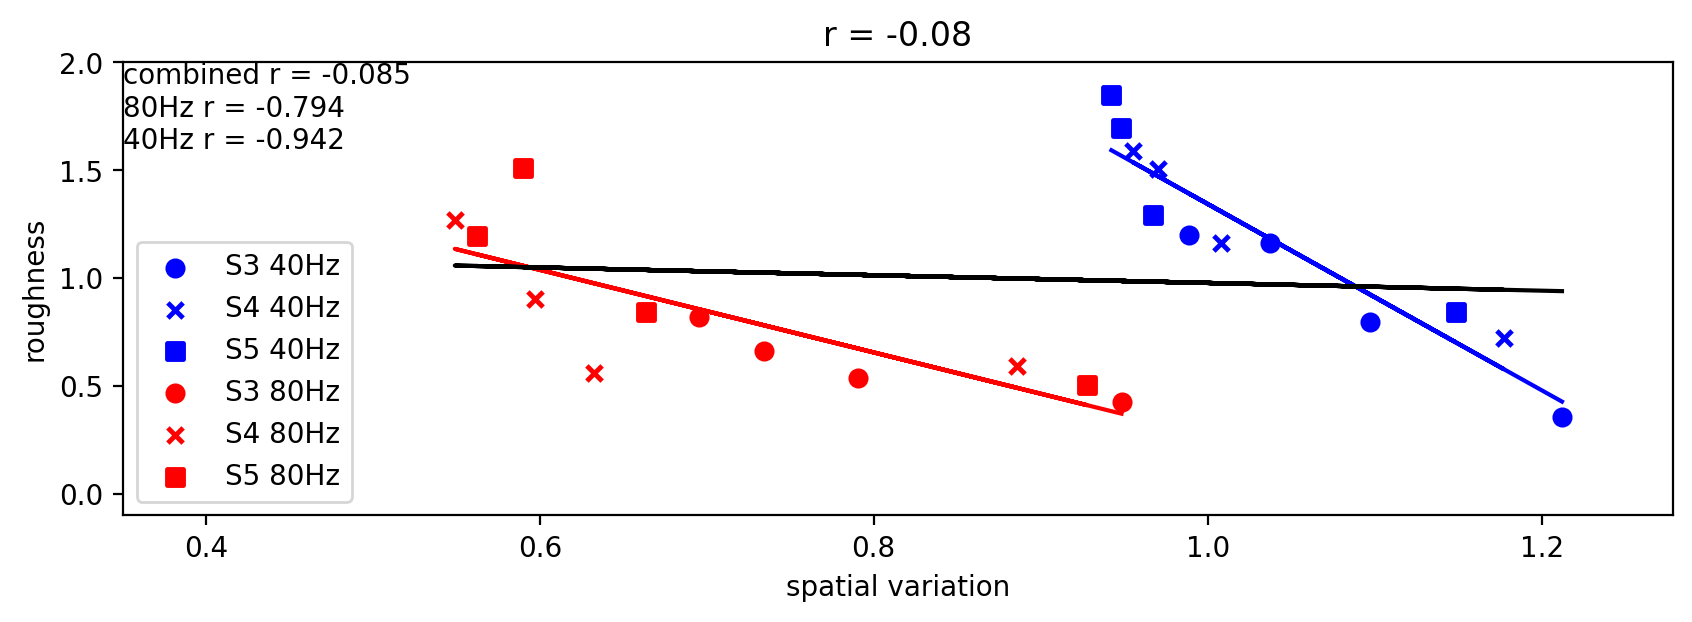 r = -0.08
combined r = -0.085
80Hz r = -0.794
40Hz r = -0.942
2.0
1.5
1.0
0.5
0.0
roughness
S3 40Hz
S4 40Hz
S5 40Hz
S3 80Hz
S4 80Hz
S5 80Hz
0.4 0.6 0.8 1.0 1.2
spatial variation